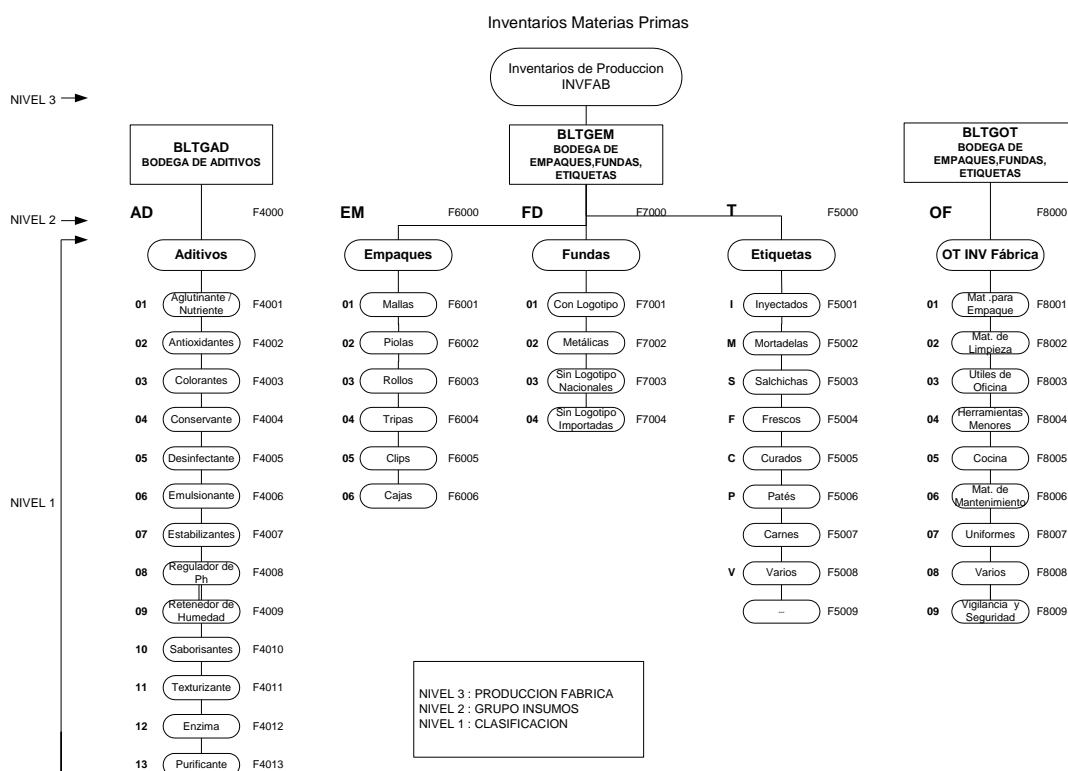 Inventarios Materias Primas
Inventarios de Produccion
INVFAB
NIVEL 3
BLTGAD
BODEGA DE ADITIVOS
BLTGEM
BODEGA DE
EMPAQUES,FUNDAS,
ETIQUETAS
BLTGOT
BODEGA DE
EMPAQUES,FUNDAS,
ETIQUETAS
NIVEL 2
AD F4000
EM F6000
FD F7000
T F5000
OF F8000
Aditivos
Empaques
Fundas
Etiquetas
OT INV Fábrica
NIVEL 1
01 Aglutinante / F4001
Nutriente
02 Antioxidantes F4002
03 Colorantes F4003
04 Conservante F4004
05 Desinfectante F4005
06 Emulsionante F4006
07 Estabilizantes F4007
08 Regulador de F4008
Ph
09 Retenedor de F4009
Humedad
10 Saborisantes F4010
11 Texturizante F4011
12 Enzima F4012
13 Purificante F4013
01 Mallas F6001
02 Piolas F6002
03 Rollos F6003
04 Tripas F6004
05 Clips F6005
06 Cajas F6006
01 Con Logotipo F7001
02 Metálicas F7002
03 Sin Logotipo F7003
Nacionales
04 Sin Logotipo F7004
Importadas
I Inyectados F5001
M Mortadelas F5002
S Salchichas F5003
F Frescos F5004
C Curados F5005
P Patés F5006
Carnes F5007
V Varios F5008
– F5009
01 Mat .para F8001
Empaque
02 Mat. de F8002
Limpieza
03 Utiles de F8003
Oficina
04 Herramientas F8004
Menores
05 Cocina F8005
06 Mat. de F8006
Mantenimiento
07 Uniformes F8007
08 Varios F8008
09 Vigilancia y F8009
Seguridad
NIVEL 3 : PRODUCCION FABRICA
NIVEL 2 : GRUPO INSUMOS
NIVEL 1 : CLASIFICACION